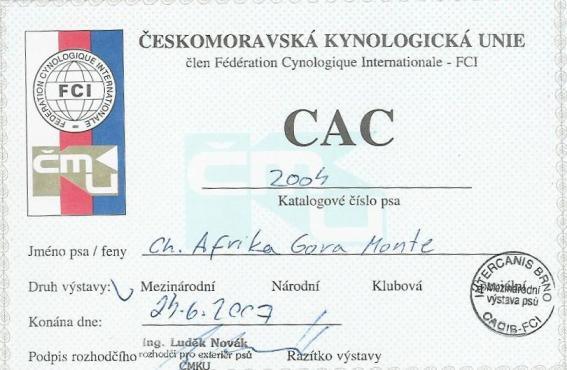 ČESKOMORAVSKÁ KYNOLOGICKÁ UNIE
člen Fédération Cynologique Internationale - FCI
FÉDÉRATION CYNOLOGIQUE INTERNATIONALE
FCI
ČMKU
CAC
Katalogové číslo psa
Jméno psa / feny Ch. Afrika Gora Monte
Druh výstavy: Mezinárodní Národní Klubová
Konána dne: 24.6.2007
INTERCANIS BRNO
Mezinárodní
výstava psů
CACIB-FCI
Ing. Luděk Novák
Podpis rozhodčího rozhodčí pro exteriér psů Razítko výstavy
ČMKU